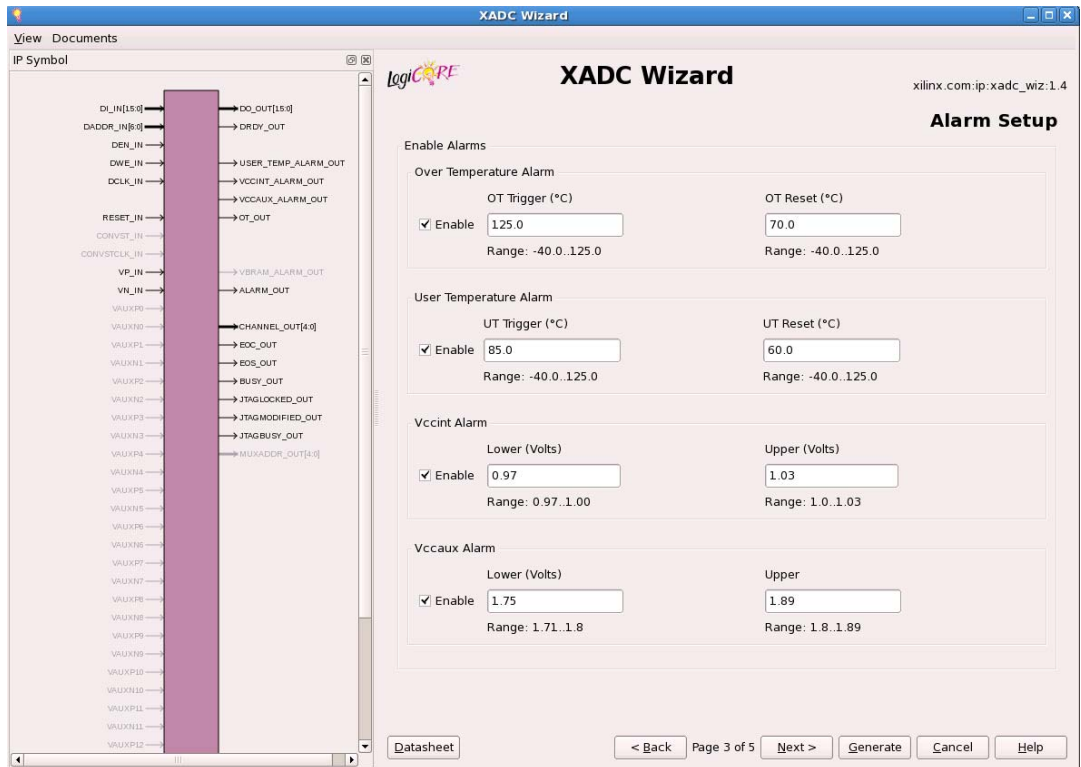 XADC Wizard
View Documents
IP Symbol
DI_IN[15:0]
DADDR_IN[6:0]
DEN_IN
DWE_IN
DCLK_IN
RESET_IN
CONVST_IN
CONVSTCLK_IN
VP_IN
VN_IN
VAUXP0
VAUXN0
VAUXP1
VAUXN1
VAUXP2
VAUXN2
VAUXP3
VAUXN3
VAUXP4
VAUXN4
VAUXP5
VAUXN5
VAUXP6
VAUXN6
VAUXP7
VAUXN7
VAUXP8
VAUXN8
VAUXP9
VAUXN9
VAUXP10
VAUXN10
VAUXP11
VAUXN11
VAUXP12
DO_OUT[15:0]
DRDY_OUT
USER_TEMP_ALARM_OUT
VCCINT_ALARM_OUT
VCCAUX_ALARM_OUT
OT_OUT
VBRAM_ALARM_OUT
ALARM_OUT
CHANNEL_OUT[4:0]
EOC_OUT
EOS_OUT
BUSY_OUT
JTAGLOCKED_OUT
JTAGMODIFIED_OUT
JTAGBUSY_OUT
MUXADDR_OUT[4:0]
LogiCORE
XADC Wizard
xilinx.com:ip:xadc_wiz:1.4
Alarm Setup
Enable Alarms
Over Temperature Alarm
OT Trigger (°C) OT Reset (°C)
Enable 125.0 70.0
Range: -40.0..125.0 Range: -40.0..125.0
User Temperature Alarm
UT Trigger (°C) UT Reset (°C)
Enable 85.0 60.0
Range: -40.0..125.0 Range: -40.0..125.0
Vccint Alarm
Lower (Volts) Upper (Volts)
Enable 0.97 1.03
Range: 0.97..1.00 Range: 1.0..1.03
Vccaux Alarm
Lower (Volts) Upper
Enable 1.75 1.89
Range: 1.71..1.8 Range: 1.8..1.89
Datasheet < Back Page 3 of 5 Next > Generate Cancel Help